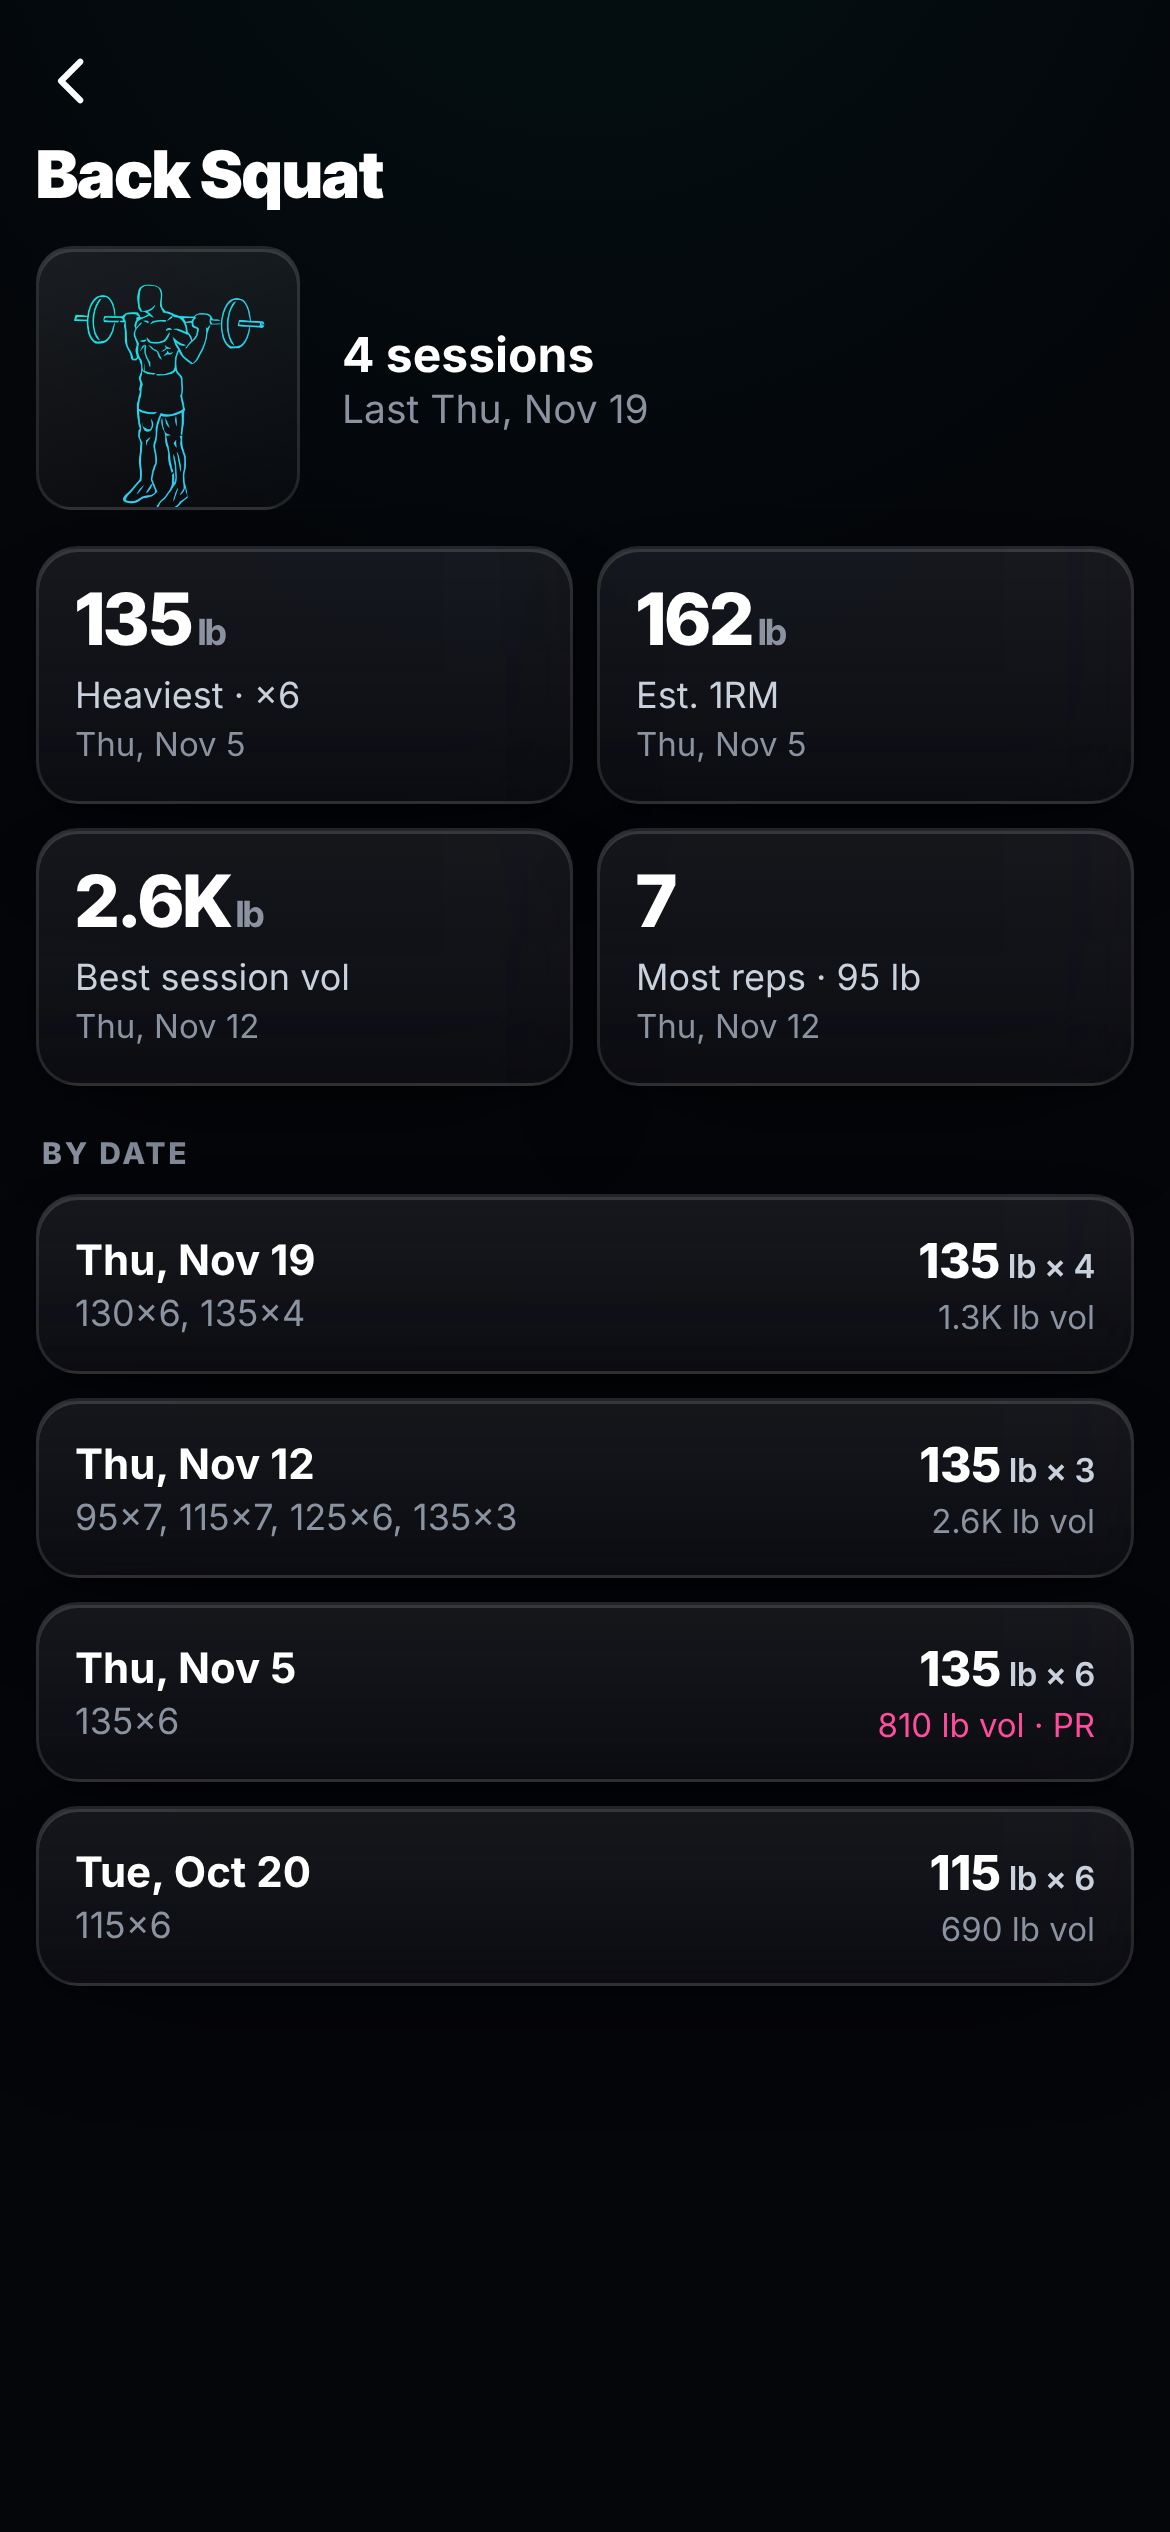 Back Squat
4 sessions
Last Thu, Nov 19
135 lb
Heaviest · ×6
Thu, Nov 5
162 lb
Est. 1RM
Thu, Nov 5
2.6K lb
Best session vol
Thu, Nov 12
7
Most reps · 95 lb
Thu, Nov 12
BY DATE
Thu, Nov 19
130×6, 135×4
135 lb × 4
1.3K lb vol
Thu, Nov 12
95×7, 115×7, 125×6, 135×3
135 lb × 3
2.6K lb vol
Thu, Nov 5
135×6
135 lb × 6
810 lb vol · PR
Tue, Oct 20
115×6
115 lb × 6
690 lb vol